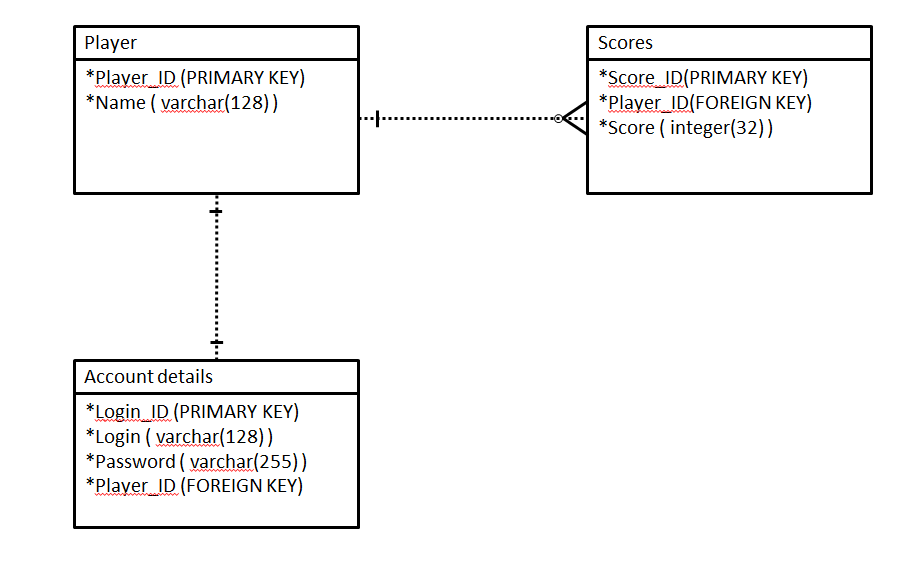 Player
*Player_ID (PRIMARY KEY)
*Name ( varchar(128) )
Scores
*Score_ID(PRIMARY KEY)
*Player_ID(FOREIGN KEY)
*Score ( integer(32) )
Account details
*Login_ID (PRIMARY KEY)
*Login ( varchar(128) )
*Password ( varchar(255) )
*Player_ID (FOREIGN KEY)